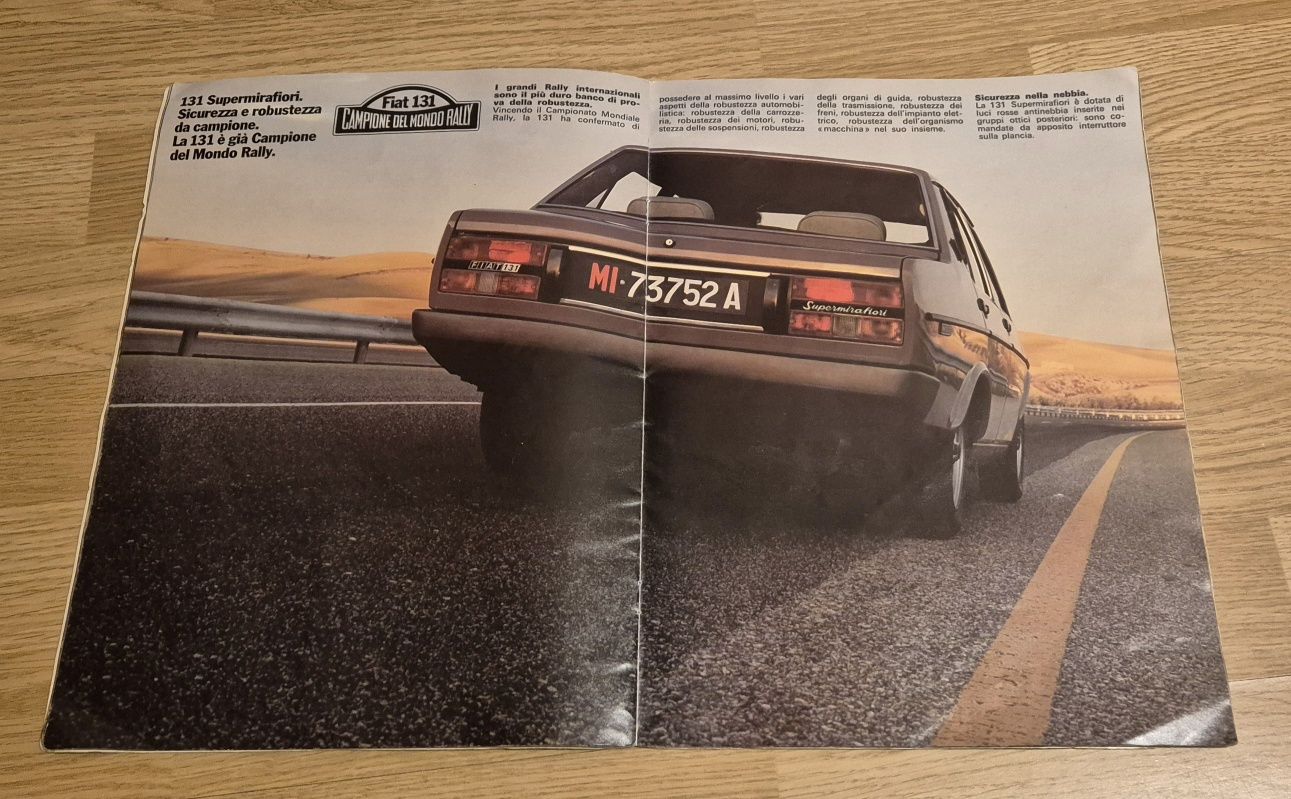 131 Supermirafiori.
Sicurezza e robustezza
da campione.
La 131 è già Campione
del Mondo Rally.
Fiat 131
CAMPIONE DEL MONDO RALLY
I grandi Rally internazionali
sono il più duro banco di pro-
va della robustezza.
Vincendo il Campionato Mondiale
Rally, la 131 ha confermato di
possedere al massimo livello i vari
aspetti della robustezza automobi-
listica: robustezza della carrozze-
ria, robustezza dei motori, robu-
stezza delle sospensioni, robustezza
degli organi di guida, robustezza
della trasmissione, robustezza dei
freni, robustezza dell'impianto elet-
trico, robustezza dell'organismo
«macchina» nel suo insieme.
Sicurezza nella nebbia.
La 131 Supermirafiori è dotata di
luci rosse antinebbia inserite nei
gruppi ottici posteriori: sono co-
mandate da apposito interruttore
sulla plancia.
FIAT 131
MI·73752 A
Supermirafiori